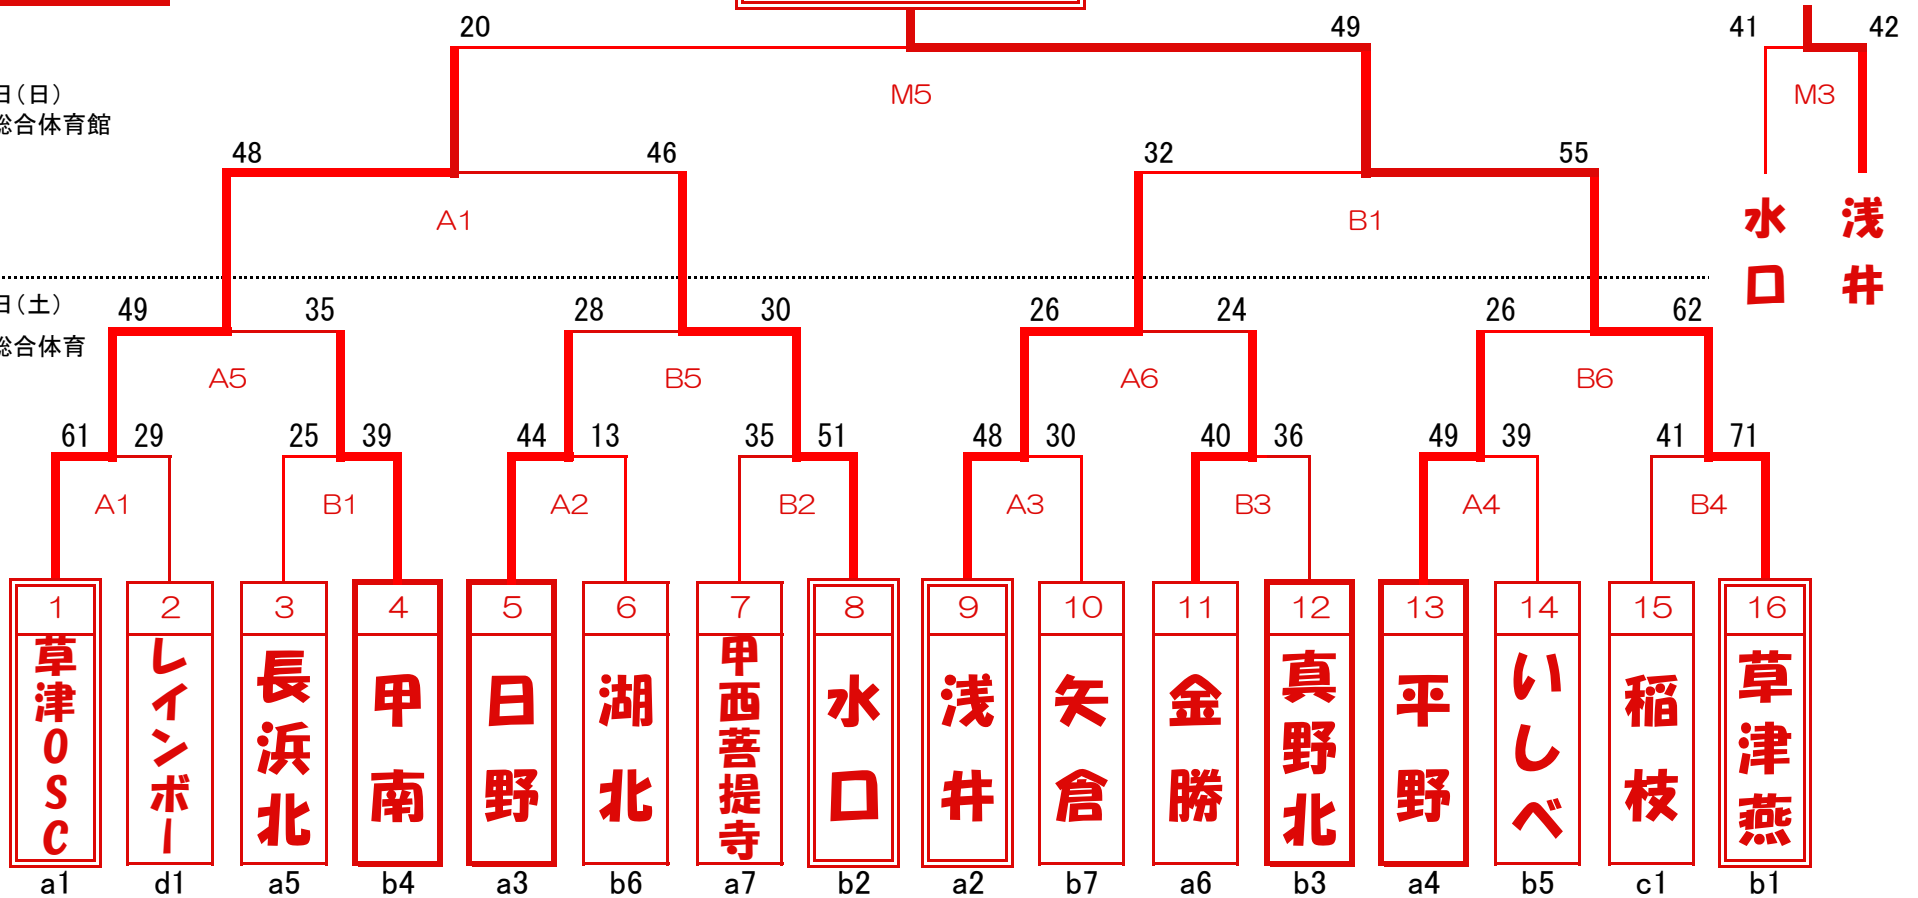 20 49 41 42
日(日) M5 M3
総合体育館
48 46 32 55
A1 B1
水口 浅井
日(土)
49 35 28 30 26 24 26 62
総合体育
A5 B5 A6 B6
61 29 25 39 44 13 35 51 48 30 40 36 49 39 41 71
A1 B1 A2 B2 A3 B3 A4 B4
1 2 3 4 5 6 7 8 9 10 11 12 13 14 15 16
草津OSC
レインボー
長浜北
甲南
日野
湖北
甲西菩提寺
水口
浅井
矢倉
金勝
真野北
平野
いしべ
稲枝
草津燕
a1 d1 a5 b4 a3 b6 a7 b2 a2 b7 a6 b3 a4 b5 c1 b1